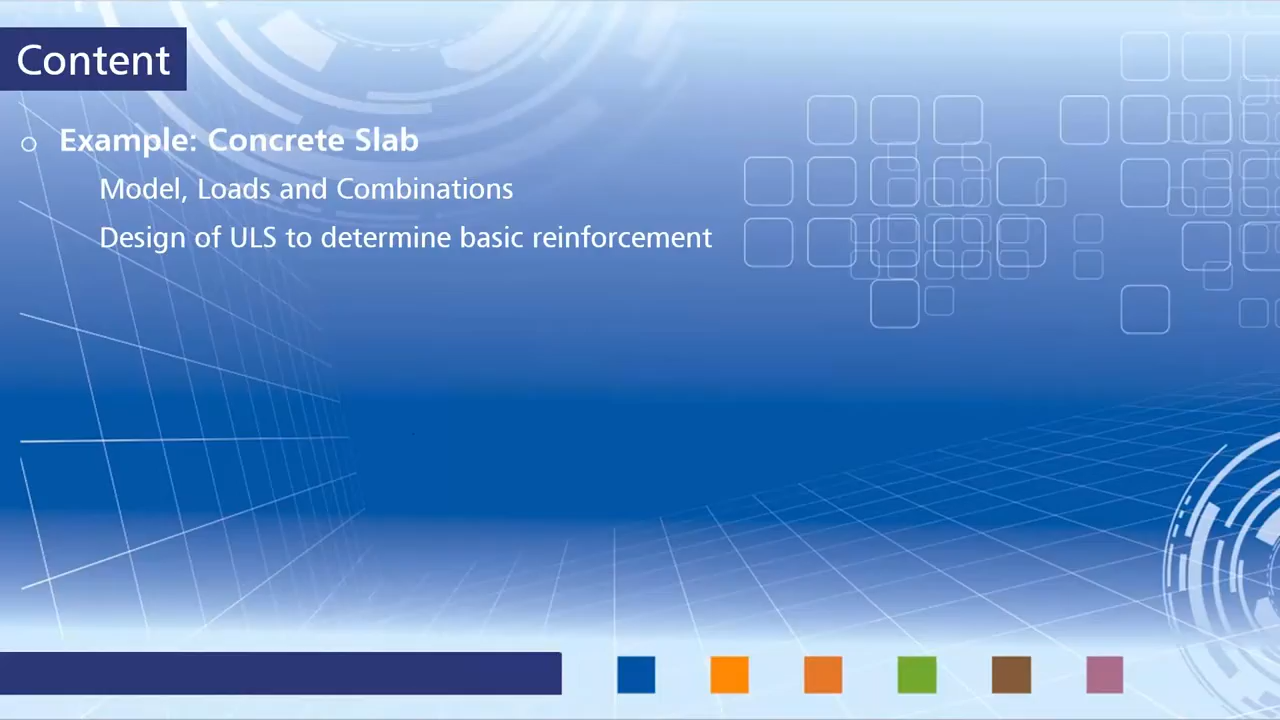 Content
Example: Concrete Slab
Model, Loads and Combinations
Design of ULS to determine basic reinforcement